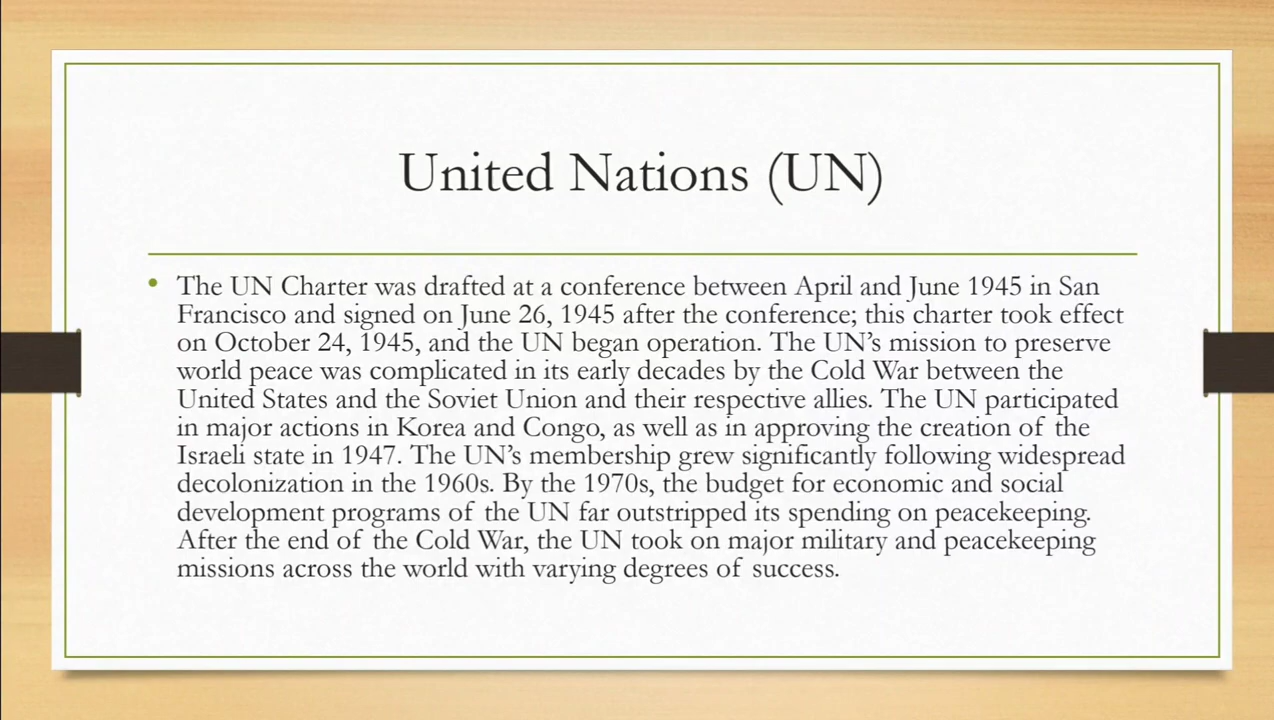 United Nations (UN)
• The UN Charter was drafted at a conference between April and June 1945 in San
Francisco and signed on June 26, 1945 after the conference; this charter took effect
on October 24, 1945, and the UN began operation. The UN’s mission to preserve
world peace was complicated in its early decades by the Cold War between the
United States and the Soviet Union and their respective allies. The UN participated
in major actions in Korea and Congo, as well as in approving the creation of the
Israeli state in 1947. The UN’s membership grew significantly following widespread
decolonization in the 1960s. By the 1970s, the budget for economic and social
development programs of the UN far outstripped its spending on peacekeeping.
After the end of the Cold War, the UN took on major military and peacekeeping
missions across the world with varying degrees of success.